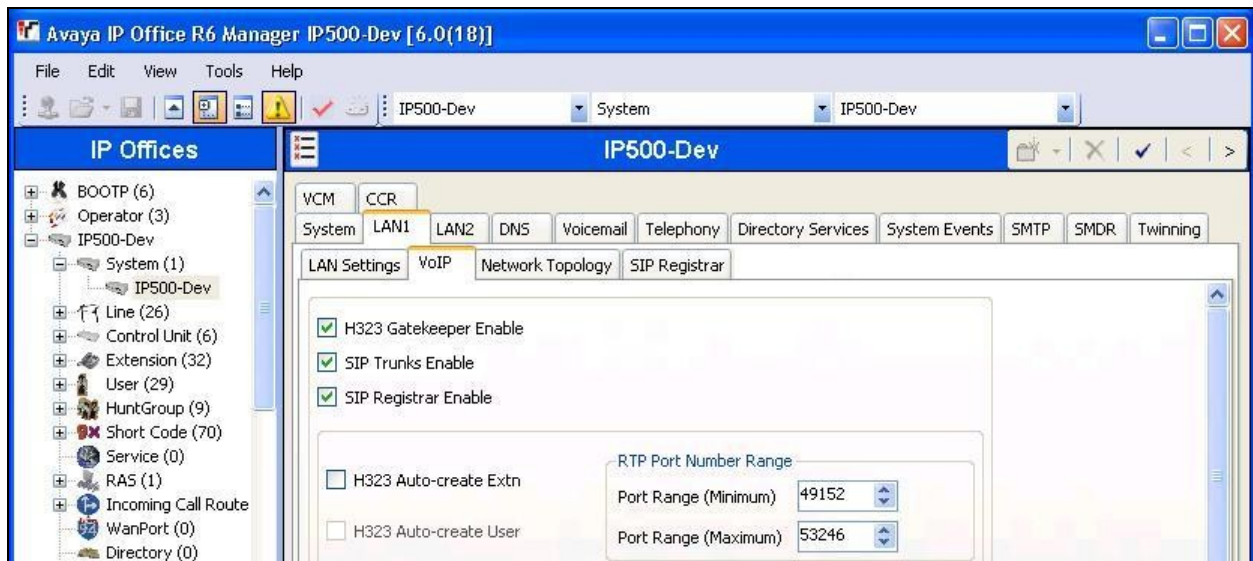 Avaya IP Office R6 Manager IP500-Dev [6.0(18)]
File Edit View Tools Help
IP500-Dev System IP500-Dev
IP Offices
IP500-Dev
BOOTP (6)
Operator (3)
IP500-Dev
System (1)
IP500-Dev
Line (26)
Control Unit (6)
Extension (32)
User (29)
HuntGroup (9)
Short Code (70)
Service (0)
RAS (1)
Incoming Call Route
WanPort (0)
Directory (0)
VCM CCR
System LAN1 LAN2 DNS Voicemail Telephony Directory Services System Events SMTP SMDR Twinning
LAN Settings VoIP Network Topology SIP Registrar
H323 Gatekeeper Enable
SIP Trunks Enable
SIP Registrar Enable
H323 Auto-create Extn
H323 Auto-create User
RTP Port Number Range
Port Range (Minimum) 49152
Port Range (Maximum) 53246